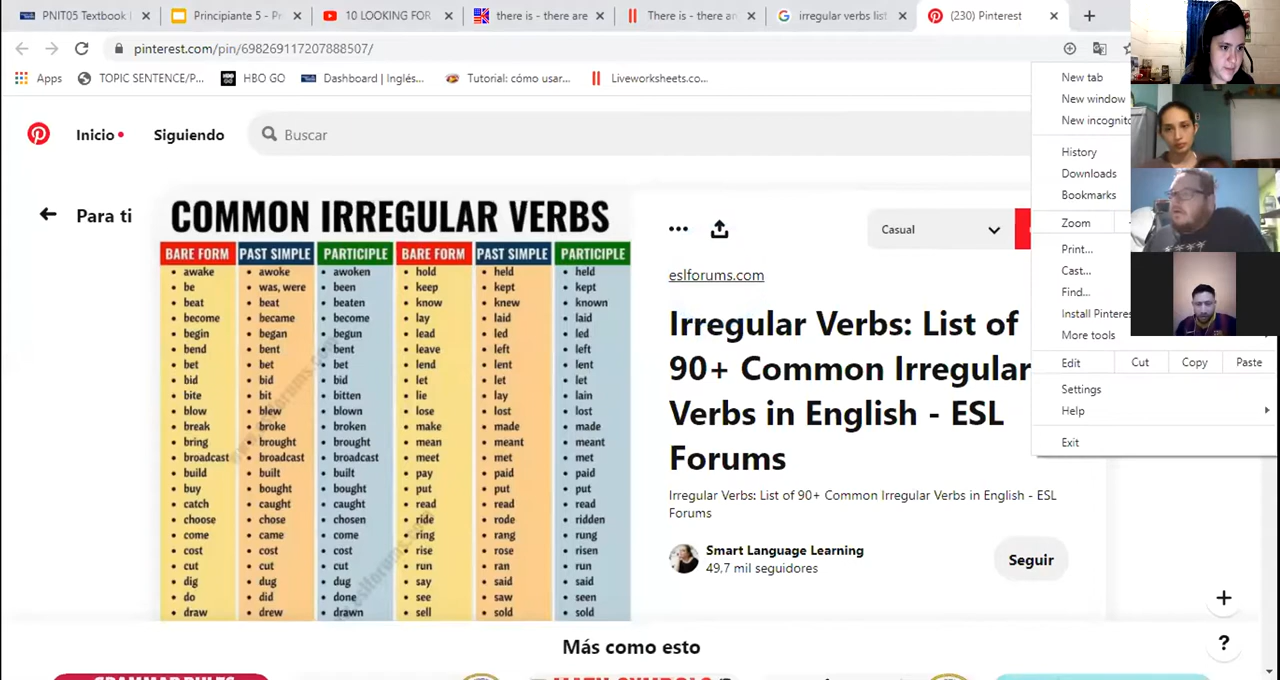 PNIT05 Textbook
Principiante 5 - P
10 LOOKING FOR
there is - there are
There is - there ar
irregular verbs list
(230) Pinterest
pinterest.com/pin/698269117207888507/
Apps
TOPIC SENTENCE/P...
HBO GO
Dashboard | Inglés...
Tutorial: cómo usar...
Liveworksheets.co...
Inicio
Siguiendo
Buscar
Para ti
COMMON IRREGULAR VERBS
BARE FORM PAST SIMPLE PARTICIPLE BARE FORM PAST SIMPLE PARTICIPLE
• awake • awoke • awoken • hold • held • held
• be • was, were • been • keep • kept • kept
• beat • beat • beaten • know • knew • known
• become • became • become • lay • laid • laid
• begin • began • begun • lead • led • led
• bend • bent • bent • leave • left • left
• bet • bet • bet • lend • lent • lent
• bid • bid • bid • let • let • let
• bite • bit • bitten • lie • lay • lain
• blow • blew • blown • lose • lost • lost
• break • broke • broken • make • made • made
• bring • brought • brought • mean • meant • meant
• broadcast • broadcast • broadcast • meet • met • met
• build • built • built • pay • paid • paid
• buy • bought • bought • put • put • put
• catch • caught • caught • read • read • read
• choose • chose • chosen • ride • rode • ridden
• come • came • come • ring • rang • rung
• cost • cost • cost • rise • rose • risen
• cut • cut • cut • run • ran • run
• dig • dug • dug • say • said • said
• do • did • done • see • saw • seen
• draw • drew • drawn • sell • sold • sold
www.eslforums.com
Casual
eslforums.com
Irregular Verbs: List of
90+ Common Irregular
Verbs in English - ESL
Forums
Irregular Verbs: List of 90+ Common Irregular Verbs in English - ESL
Forums
Smart Language Learning
49,7 mil seguidores
Seguir
Más como esto
GRAMMAR RULES
MATH SYMBOLS
New tab
New window
New incognito
History
Downloads
Bookmarks
Zoom
Print...
Cast...
Find...
Install Pinteres
More tools
Edit Cut Copy Paste
Settings
Help
Exit
+
?